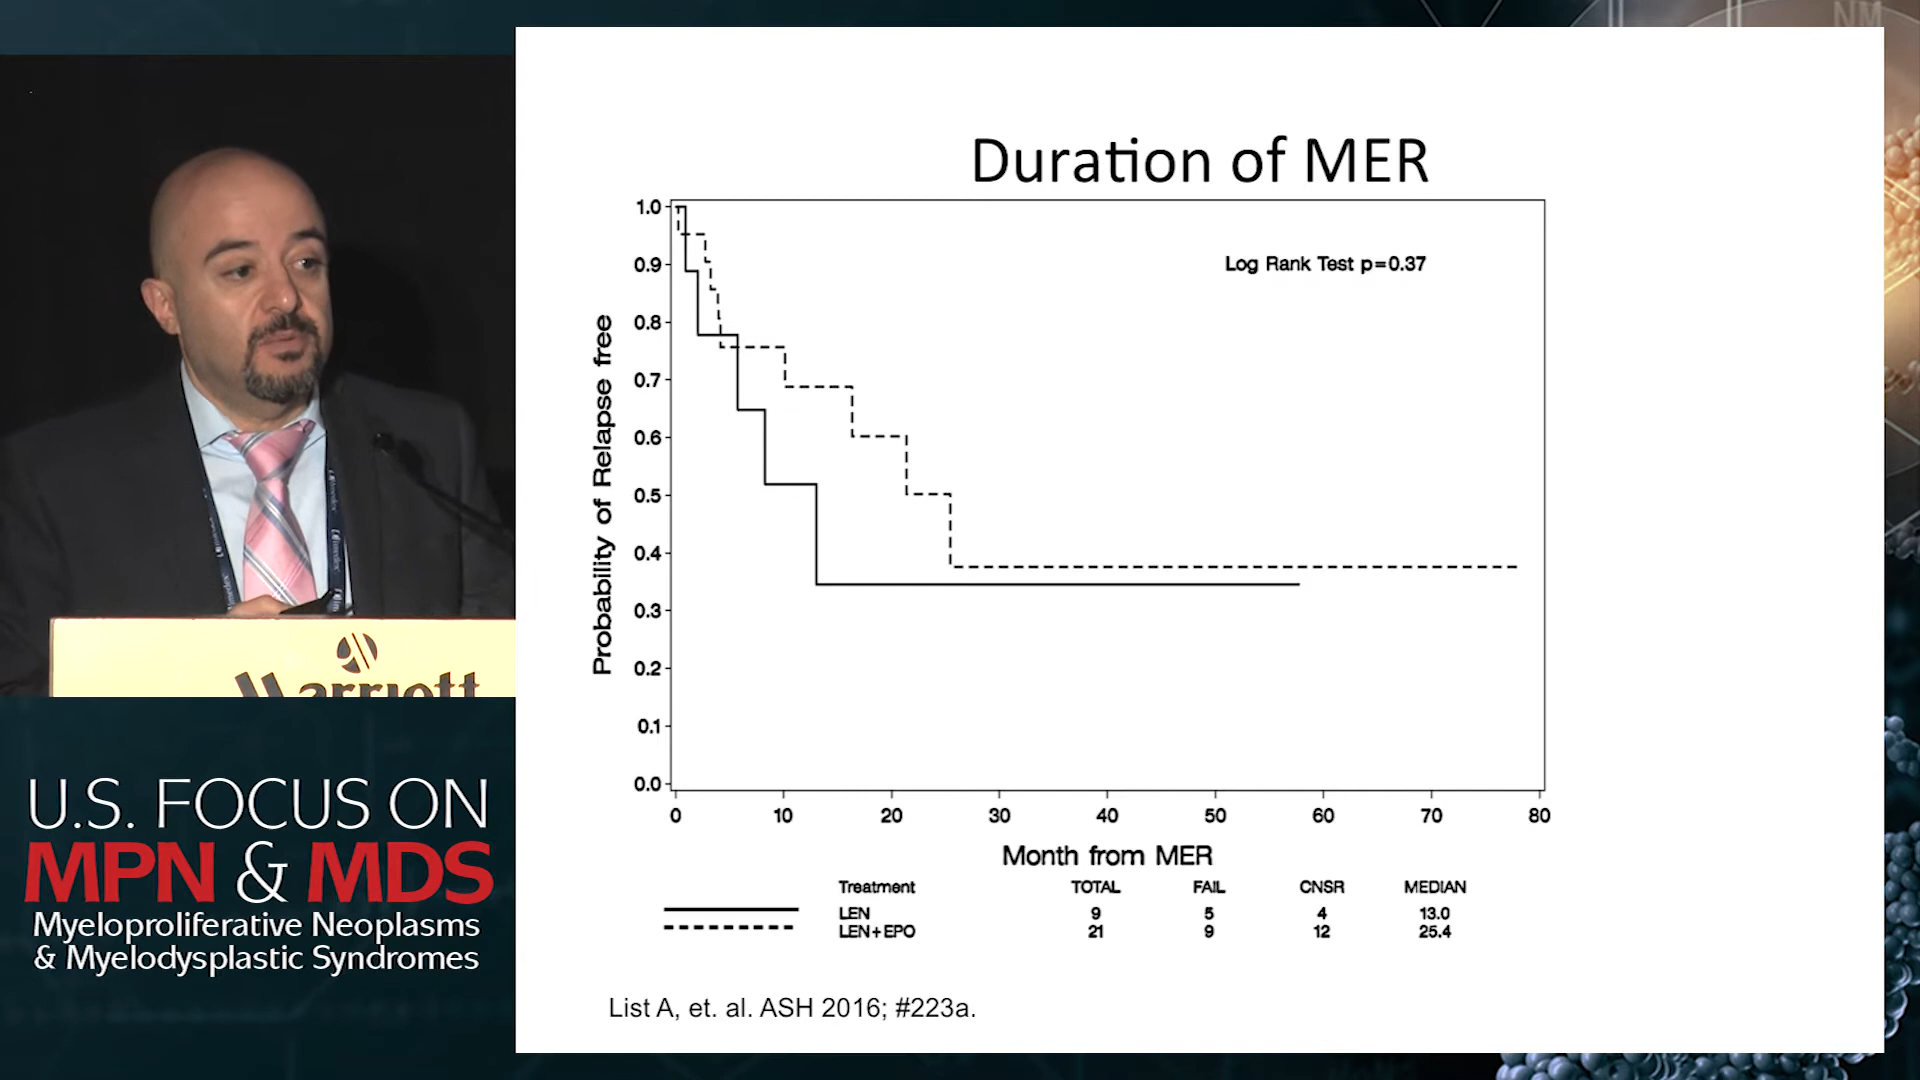 NM
Duration of MER
Log Rank Test p=0.37
Probability of Relapse free
1.0
0.9
0.8
0.7
0.6
0.5
0.4
0.3
0.2
0.1
0.0
0 10 20 30 40 50 60 70 80
Month from MER
Treatment TOTAL FAIL CNSR MEDIAN
LEN 9 5 4 13.0
LEN+EPO 21 9 12 25.4
List A, et. al. ASH 2016; #223a.
Marriott
U.S. FOCUS ON
MPN & MDS
Myeloproliferative Neoplasms
& Myelodysplastic Syndromes